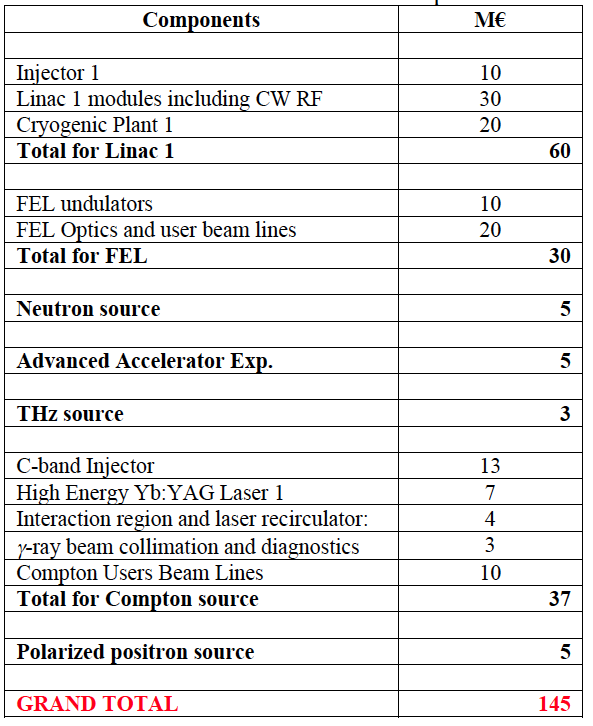 Components M€
Injector 1 10
Linac 1 modules including CW RF 30
Cryogenic Plant 1 20
Total for Linac 1 60
FEL undulators 10
FEL Optics and user beam lines 20
Total for FEL 30
Neutron source 5
Advanced Accelerator Exp. 5
THz source 3
C-band Injector 13
High Energy Yb:YAG Laser 1 7
Interaction region and laser recirculator: 4
γ-ray beam collimation and diagnostics 3
Compton Users Beam Lines 10
Total for Compton source 37
Polarized positron source 5
GRAND TOTAL 145